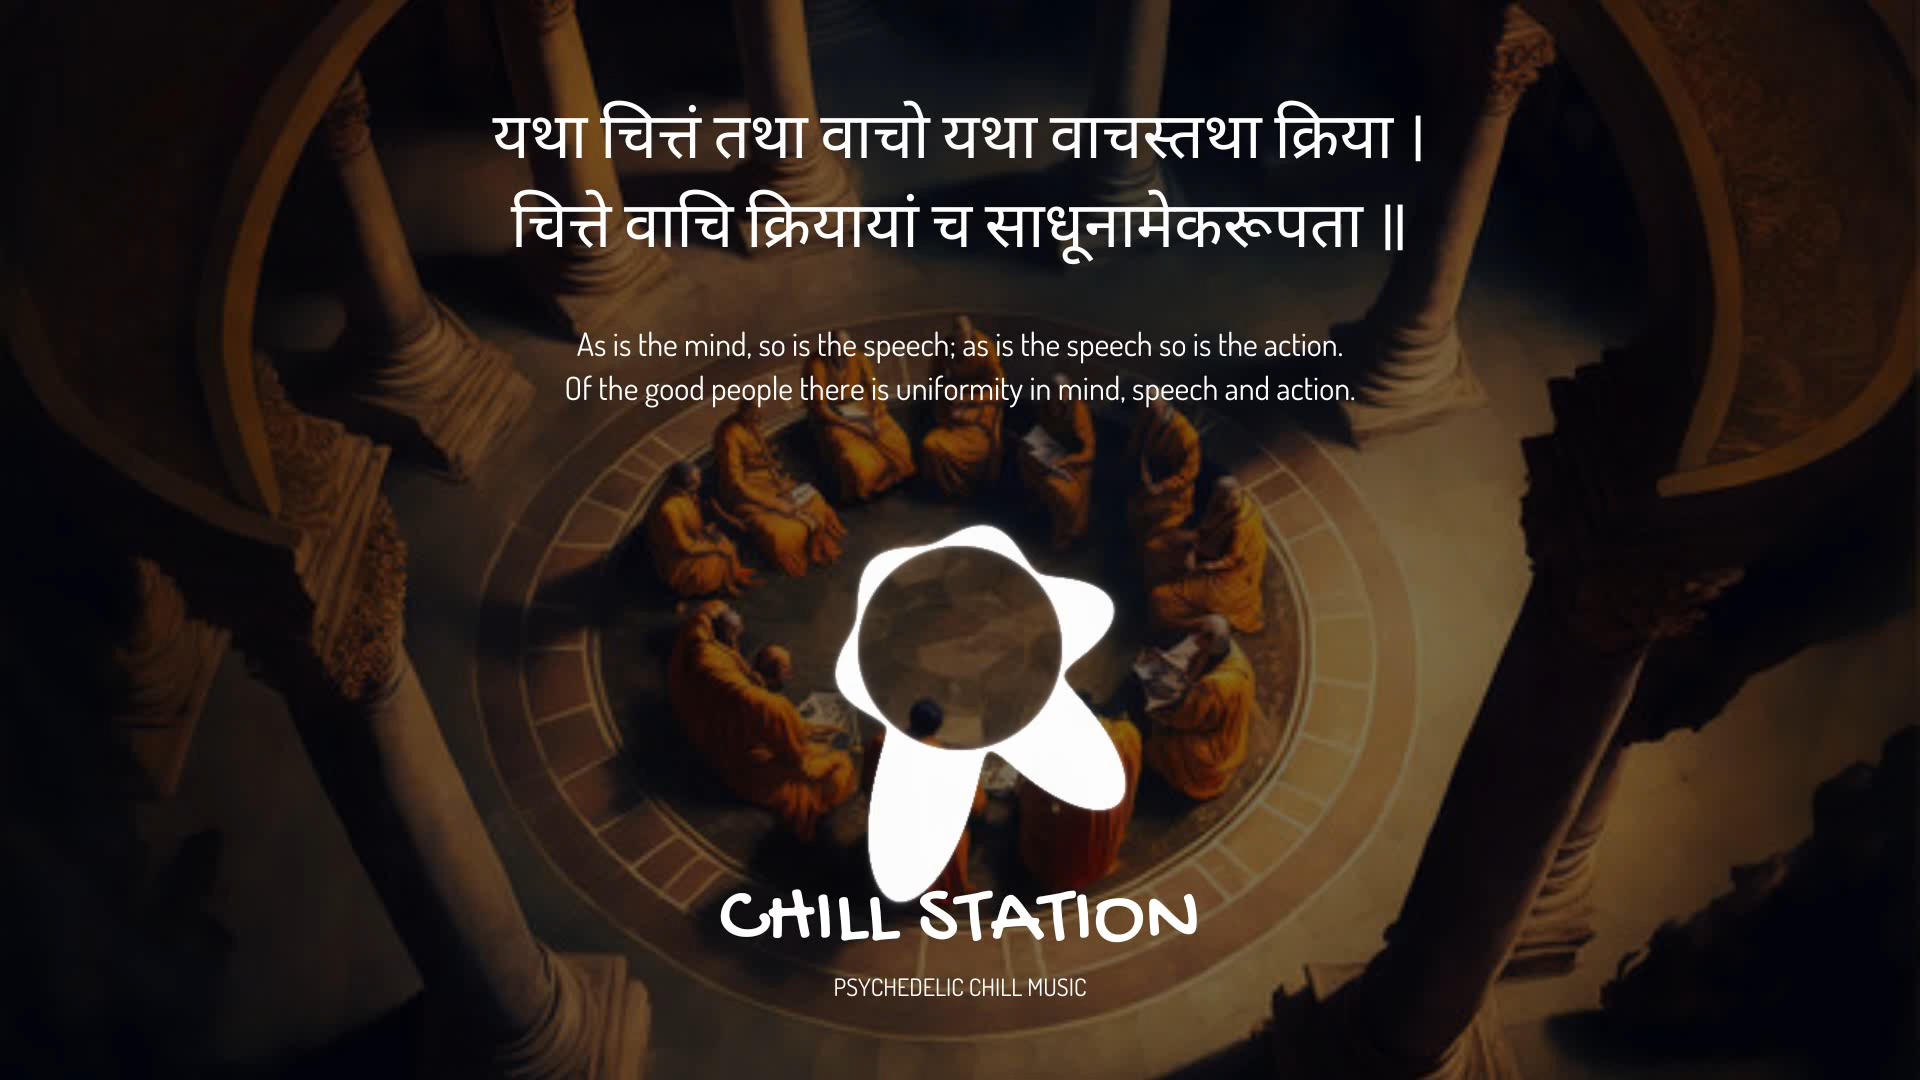 यथा चित्तं तथा वाचो यथा वाचस्तथा क्रिया ।
चित्ते वाचि क्रियायां च साधूनामेकरूपता ॥
As is the mind, so is the speech; as is the speech so is the action.
Of the good people there is uniformity in mind, speech and action.
CHILL STATION
PSYCHEDELIC CHILL MUSIC